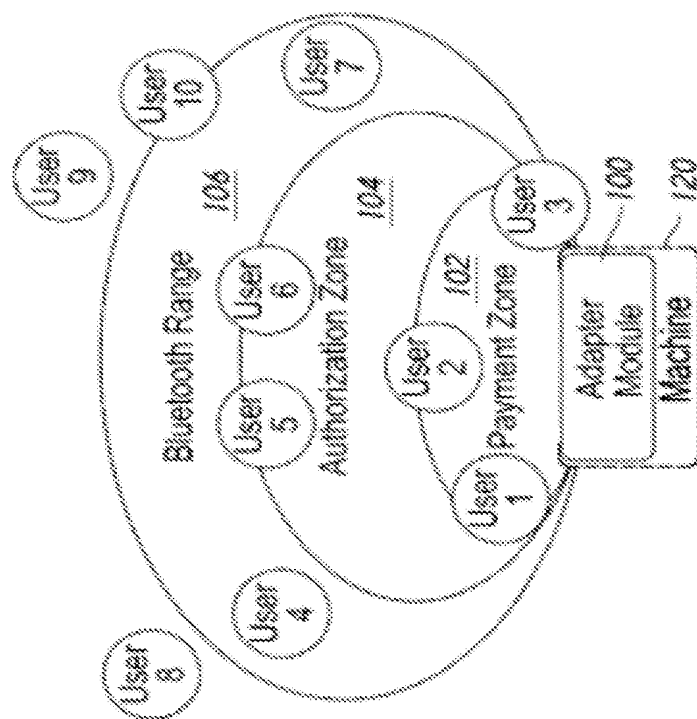 User
9
User
10
User
8
Bluetooth Range
106
User
7
User
4
User
5
User
6
Authorization Zone
104
User
2
User
1
Payment Zone
102
User
3
Adapter
Module
100
Machine
120